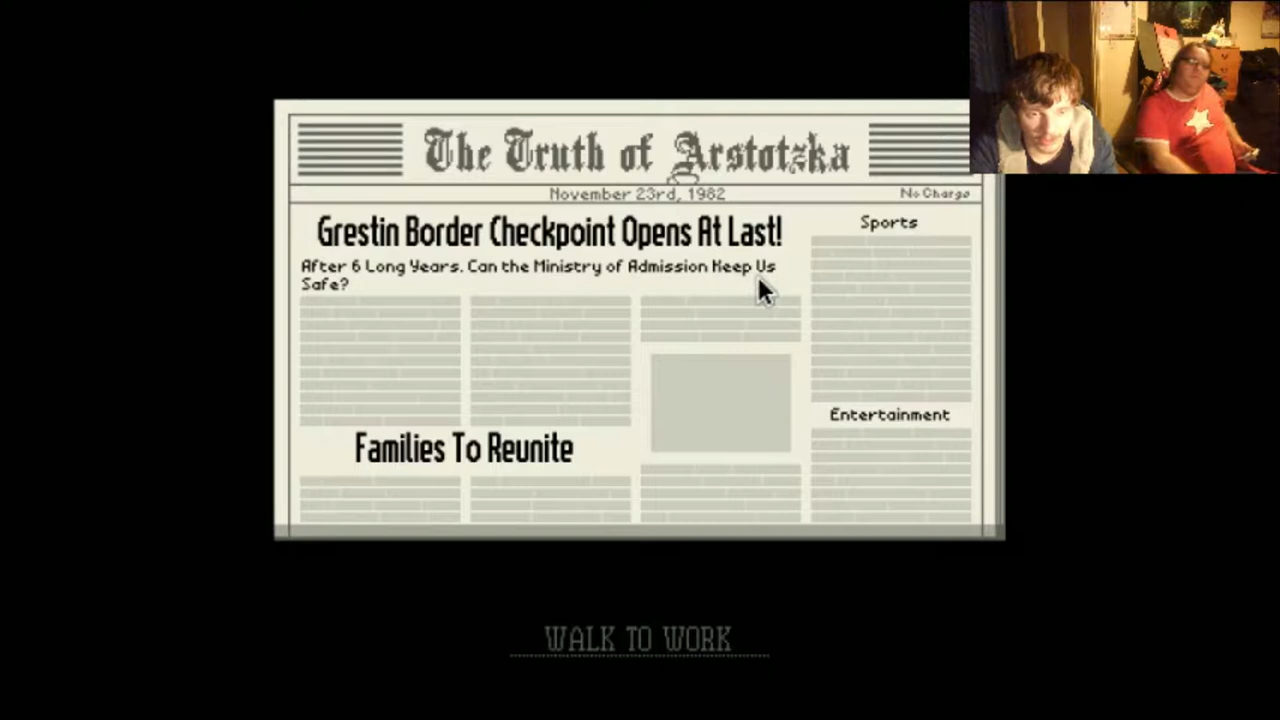 The Truth of Arstotzka
November 23rd, 1982
No Charge
Grestin Border Checkpoint Opens At Last!
After 6 Long Years. Can the Ministry of Admission Keep Us
Safe?
Families To Reunite
Sports
Entertainment
WALK TO WORK